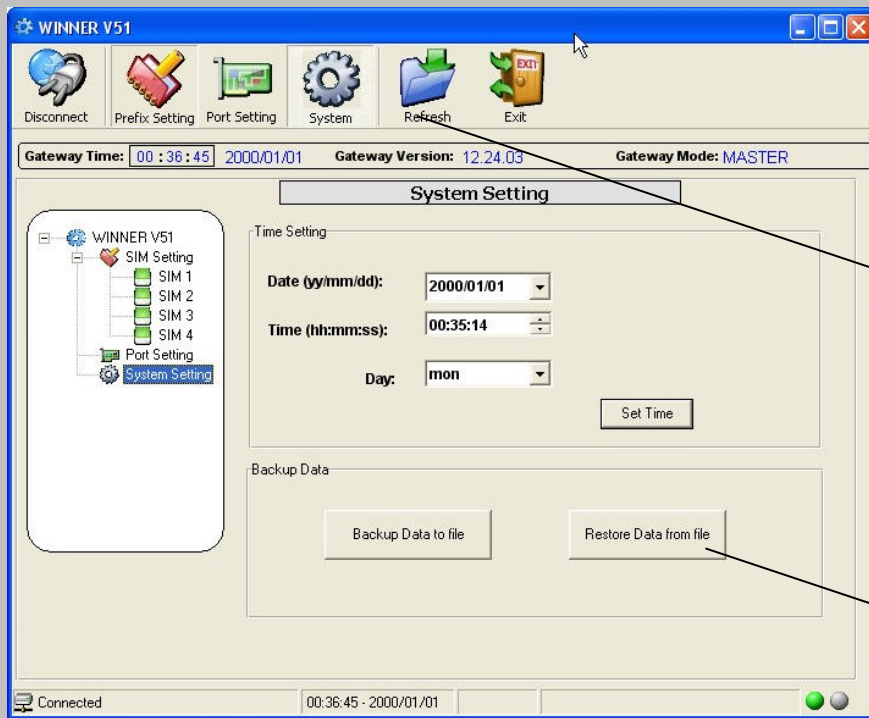 WINNER V51
Disconnect Prefix Setting Port Setting System Refresh Exit
EXIT
Gateway Time: 00:36:45 2000/01/01 Gateway Version: 12.24.03 Gateway Mode: MASTER
System Setting
WINNER V51
SIM Setting
SIM 1
SIM 2
SIM 3
SIM 4
Port Setting
System Setting
Time Setting
Date (yy/mm/dd): 2000/01/01
Time (hh:mm:ss): 00:35:14
Day: mon
Set Time
Backup Data
Backup Data to file Restore Data from file
Connected 00:36:45 - 2000/01/01